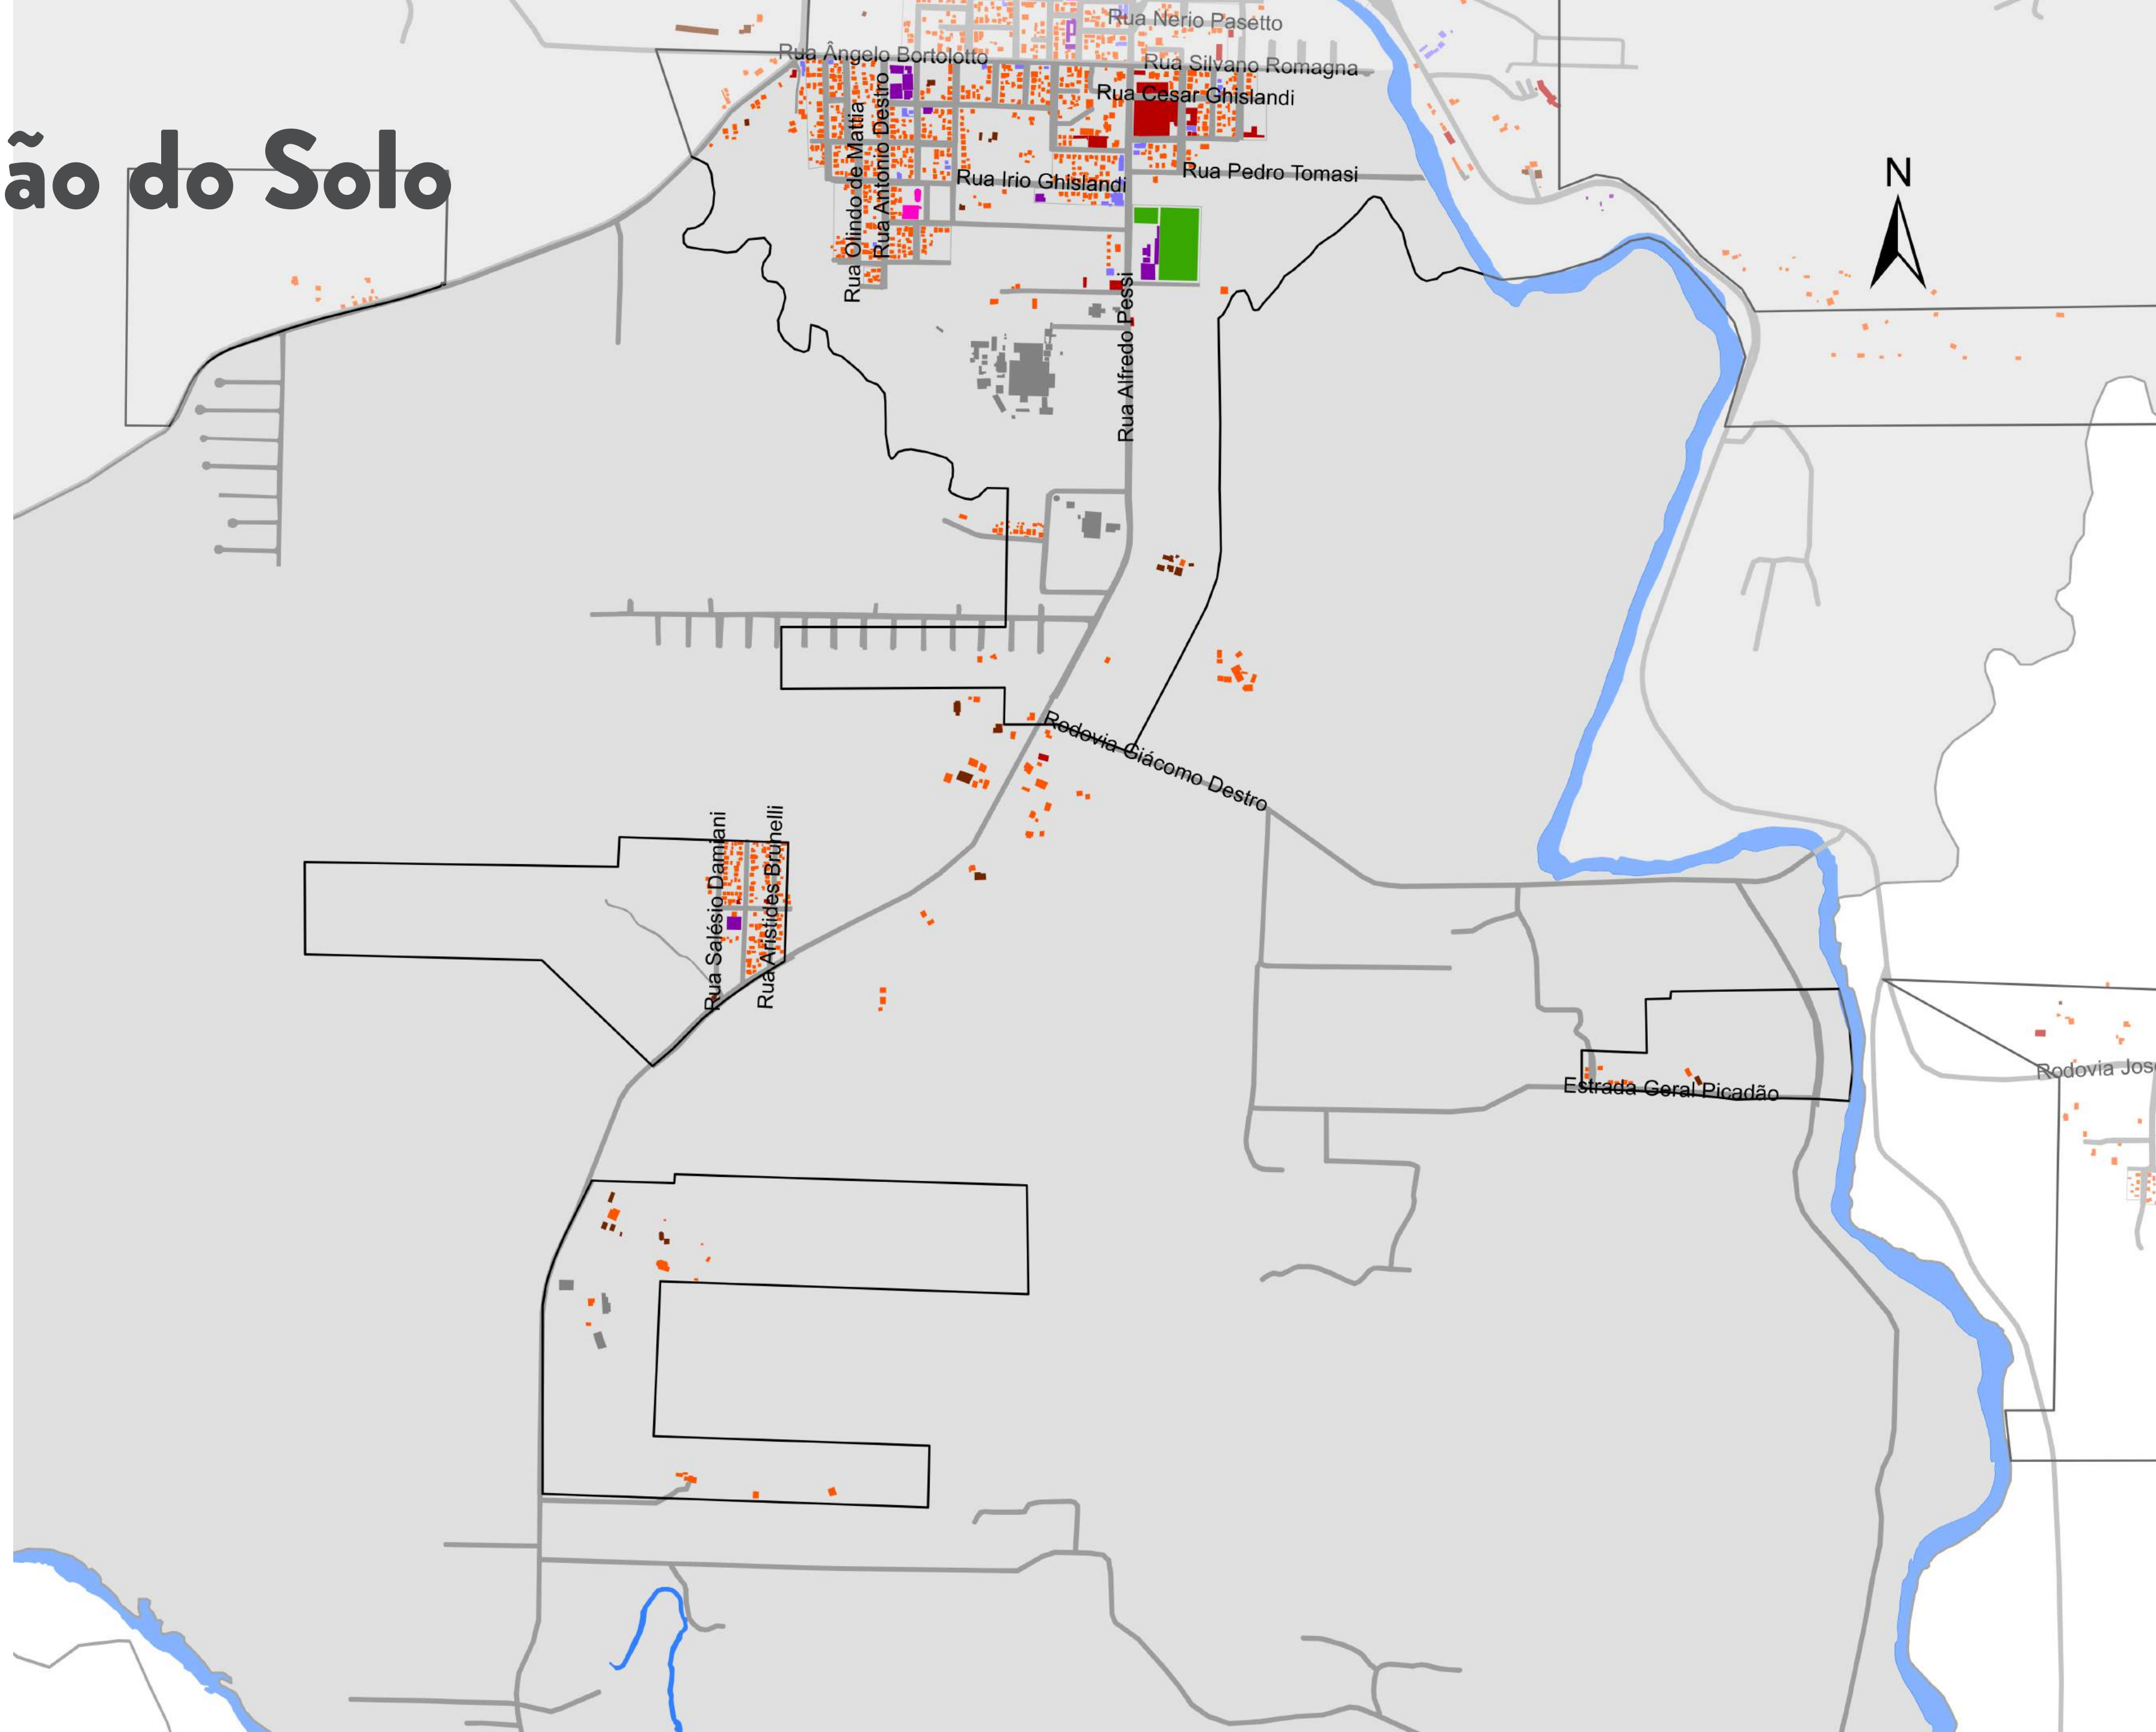 Rua Nerio Pasetto
Rua Ângelo Bortolotto
Rua Silvano Romagna
Rua Cesar Ghislandi
ão do Solo
Rua Olindo de Mattia
Rua Antonio Destro
Rua Irio Ghislandi
Rua Pedro Tomasi
N
Rua Alfredo Pessi
Rodovia Giácomo Destro
Rua Salésio Damiani
Rua Aristides Brunelli
Rodovia Jos
Estrada Geral Picadão